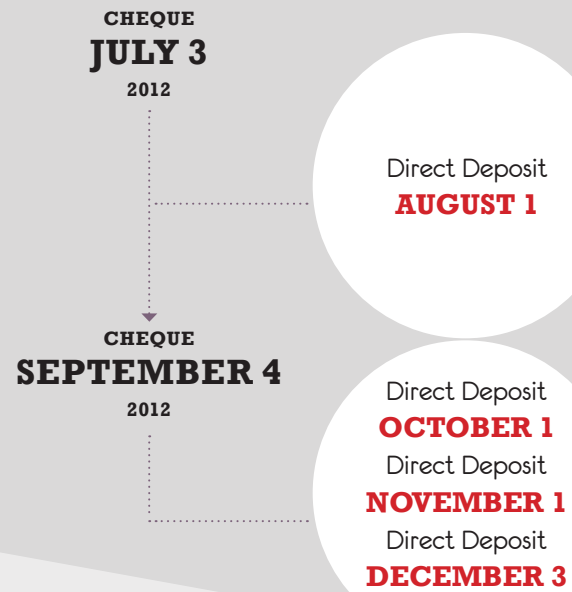 CHEQUE
JULY 3
2012
Direct Deposit
AUGUST 1
CHEQUE
SEPTEMBER 4
2012
Direct Deposit
OCTOBER 1
Direct Deposit
NOVEMBER 1
Direct Deposit
DECEMBER 3